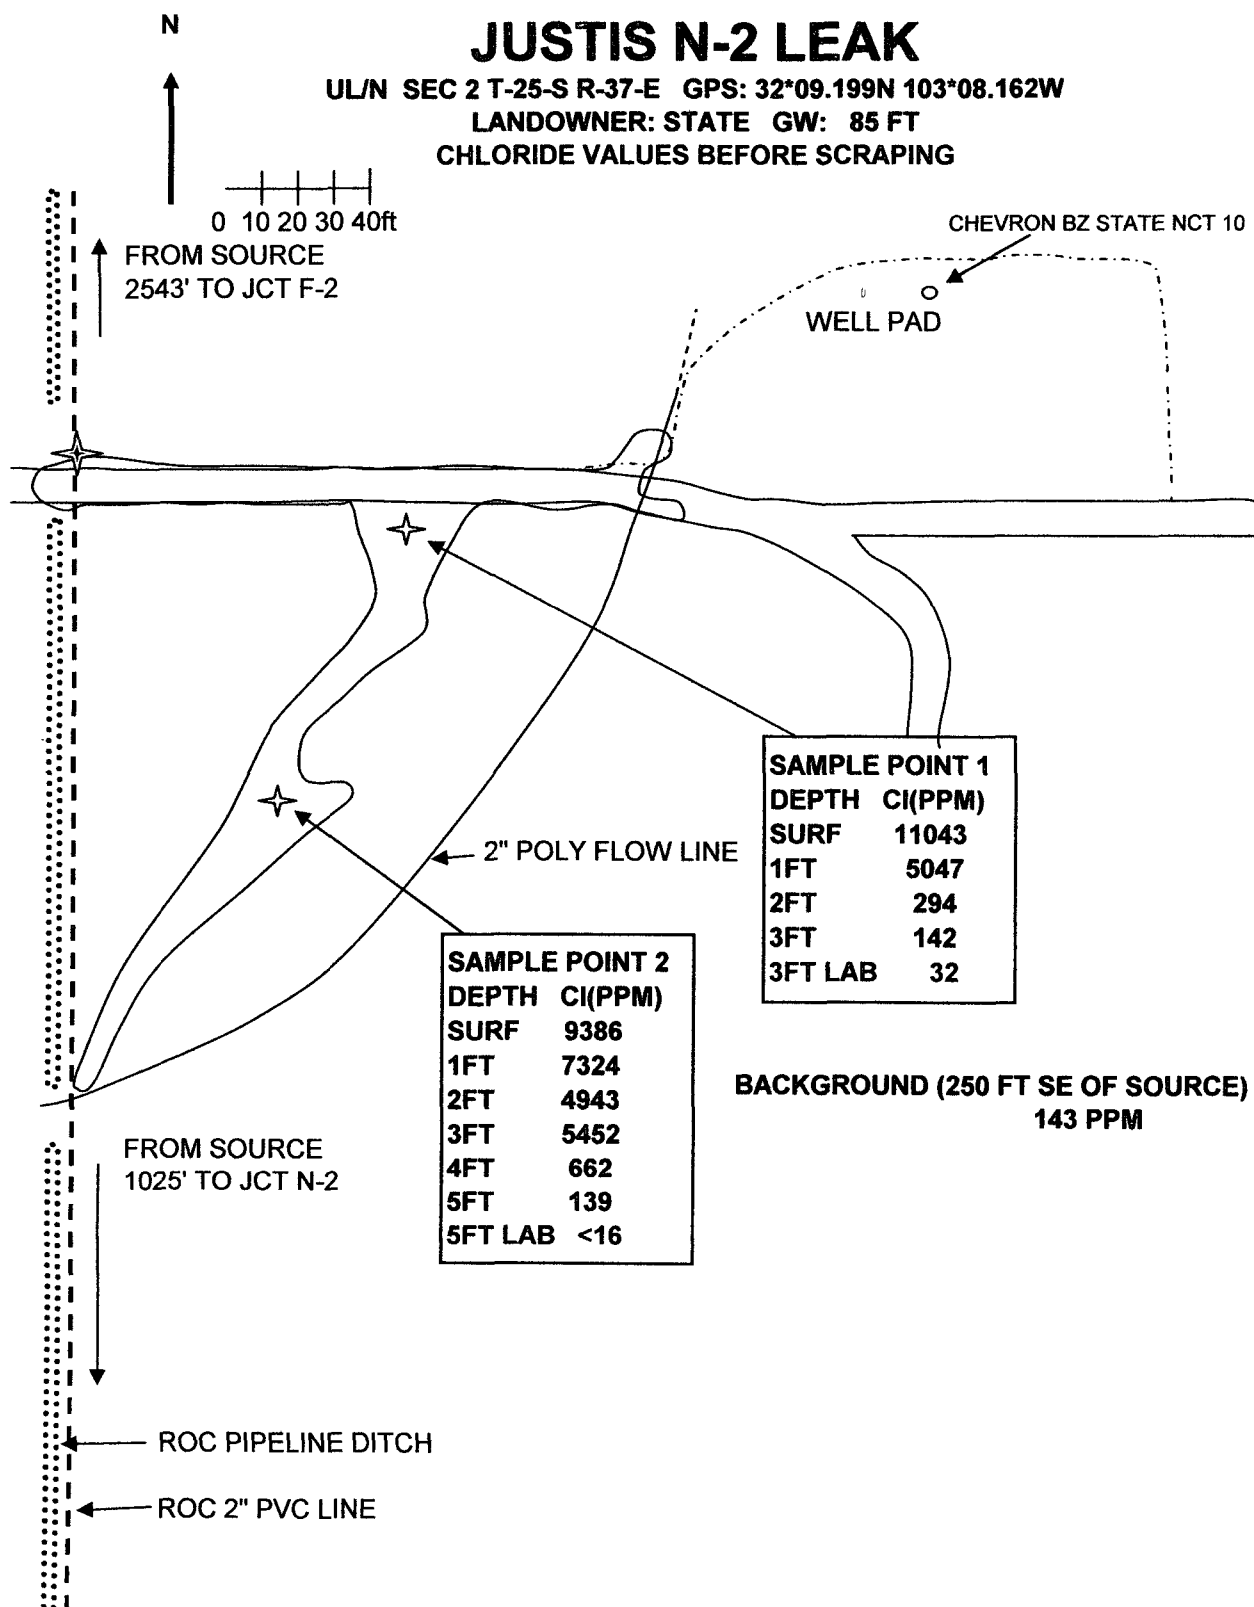 N
JUSTIS N-2 LEAK
UL/N SEC 2 T-25-S R-37-E GPS: 32*09.199N 103*08.162W
LANDOWNER: STATE GW: 85 FT
CHLORIDE VALUES BEFORE SCRAPING
0 10 20 30 40ft
FROM SOURCE
2543' TO JCT F-2
CHEVRON BZ STATE NCT 10
WELL PAD
SAMPLE POINT 1
DEPTH Cl(PPM)
SURF 11043
1FT 5047
2FT 294
3FT 142
3FT LAB 32
2" POLY FLOW LINE
SAMPLE POINT 2
DEPTH Cl(PPM)
SURF 9386
1FT 7324
2FT 4943
3FT 5452
4FT 662
5FT 139
5FT LAB <16
BACKGROUND (250 FT SE OF SOURCE)
143 PPM
FROM SOURCE
1025' TO JCT N-2
ROC PIPELINE DITCH
ROC 2" PVC LINE